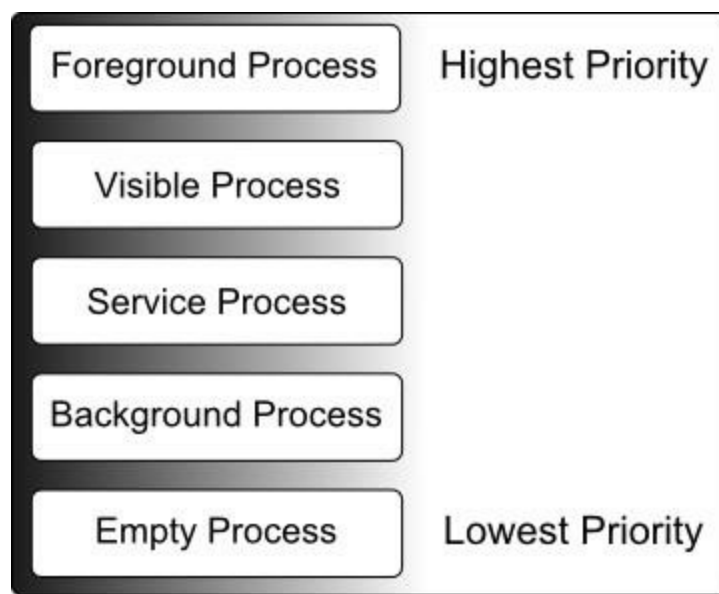 Foreground Process Highest Priority
Visible Process
Service Process
Background Process
Empty Process Lowest Priority